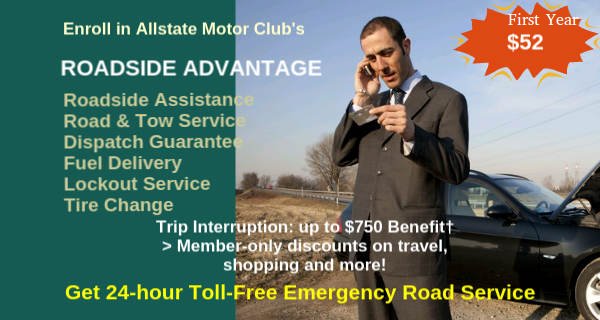 Enroll in Allstate Motor Club's
First Year
$52
ROADSIDE ADVANTAGE
Roadside Assistance
Road & Tow Service
Dispatch Guarantee
Fuel Delivery
Lockout Service
Tire Change
Trip Interruption: up to $750 Benefit†
> Member-only discounts on travel,
shopping and more!
Get 24-hour Toll-Free Emergency Road Service